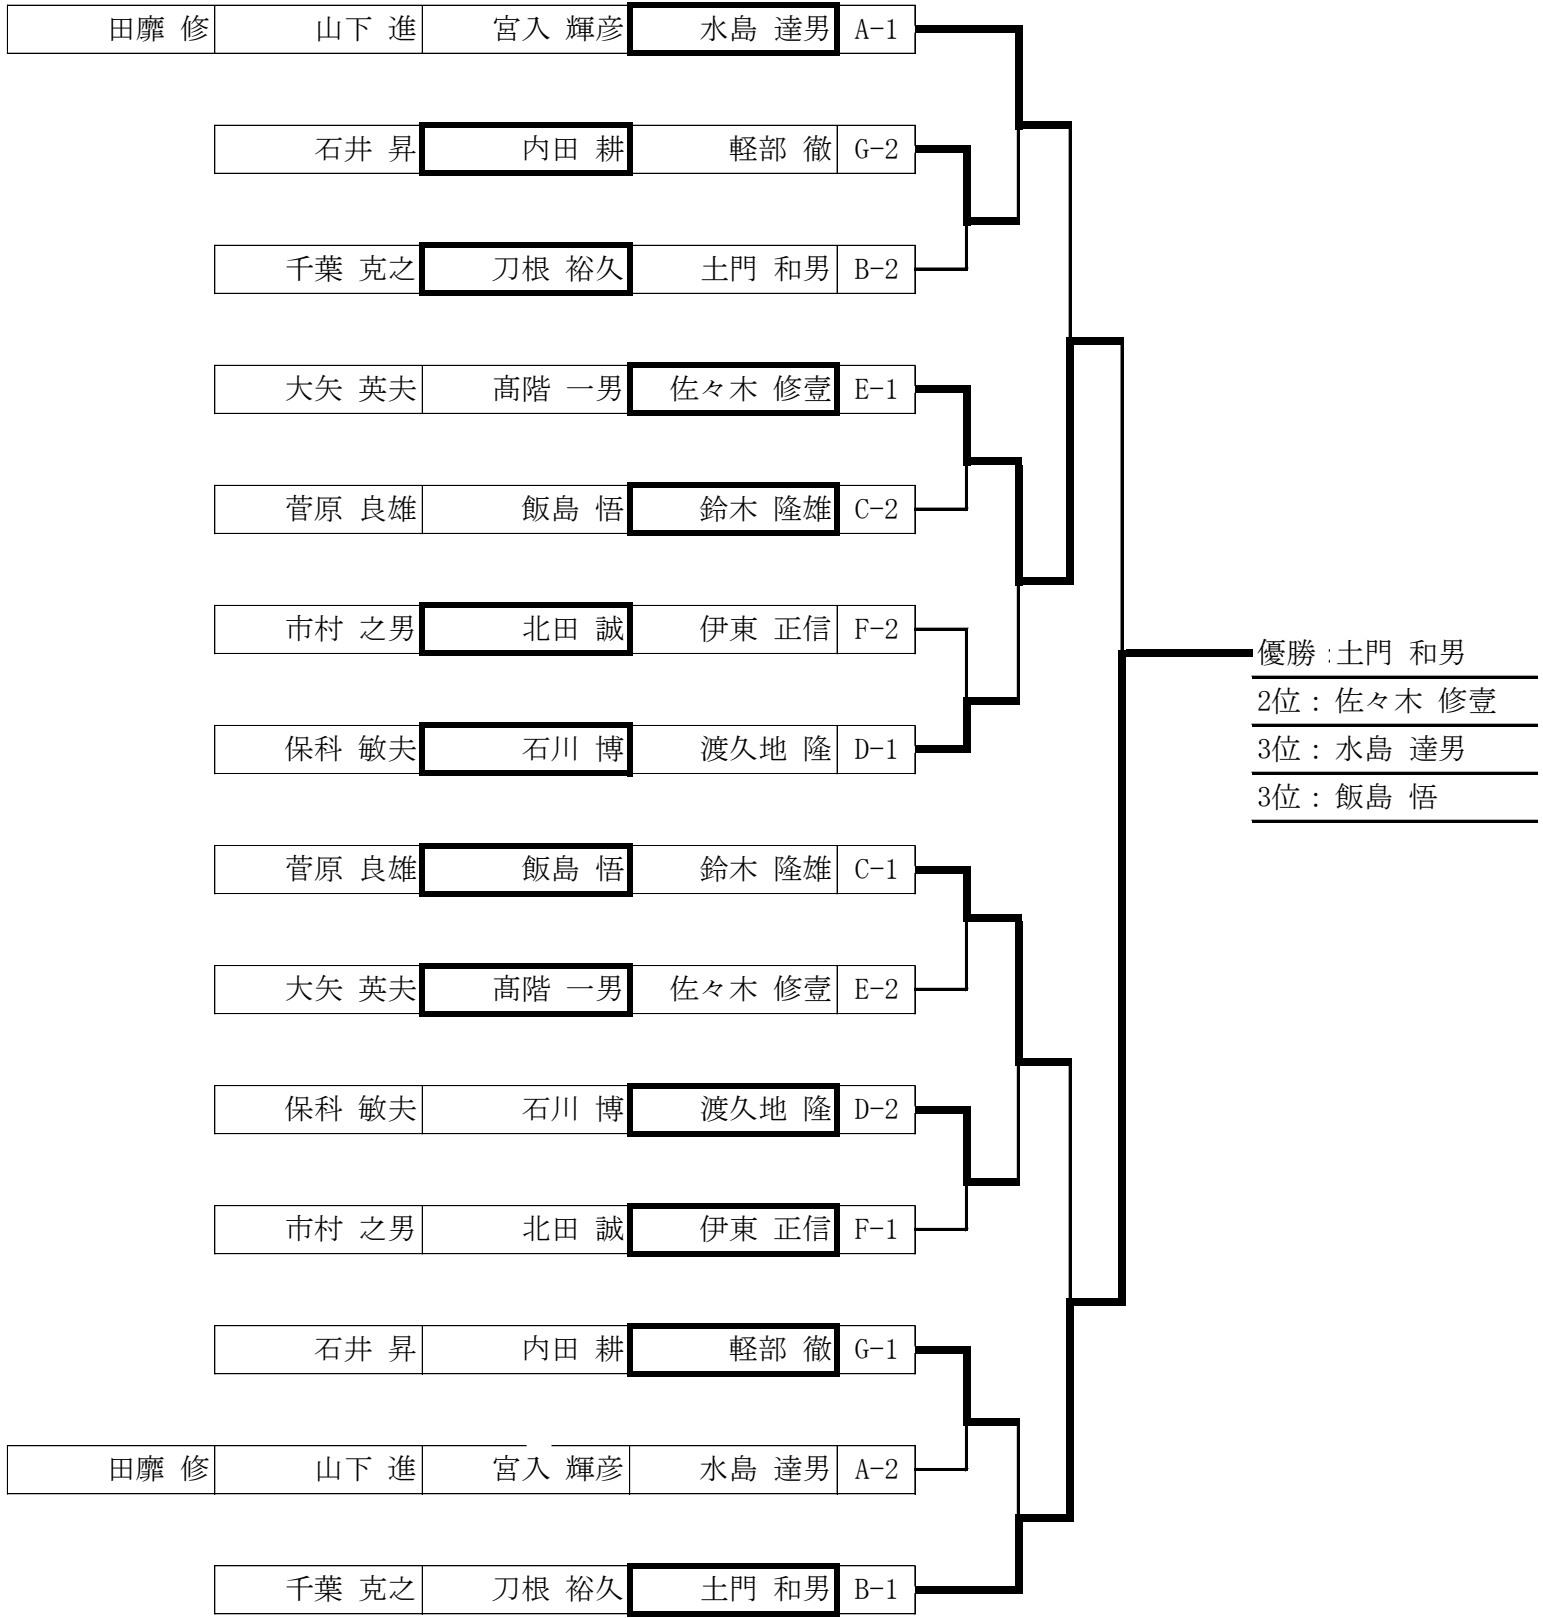 田靡 修 山下 進 宮入 輝彦 水島 達男 A-1
石井 昇 内田 耕 軽部 徹 G-2
千葉 克之 刀根 裕久 土門 和男 B-2
大矢 英夫 髙階 一男 佐々木 修壹 E-1
菅原 良雄 飯島 悟 鈴木 隆雄 C-2
市村 之男 北田 誠 伊東 正信 F-2
優勝：土門 和男
2位：佐々木 修壹
保科 敏夫 石川 博 渡久地 隆 D-1
3位：水島 達男
3位：飯島 悟
菅原 良雄 飯島 悟 鈴木 隆雄 C-1
大矢 英夫 髙階 一男 佐々木 修壹 E-2
保科 敏夫 石川 博 渡久地 隆 D-2
市村 之男 北田 誠 伊東 正信 F-1
石井 昇 内田 耕 軽部 徹 G-1
田靡 修 山下 進 宮入 輝彦 水島 達男 A-2
千葉 克之 刀根 裕久 土門 和男 B-1